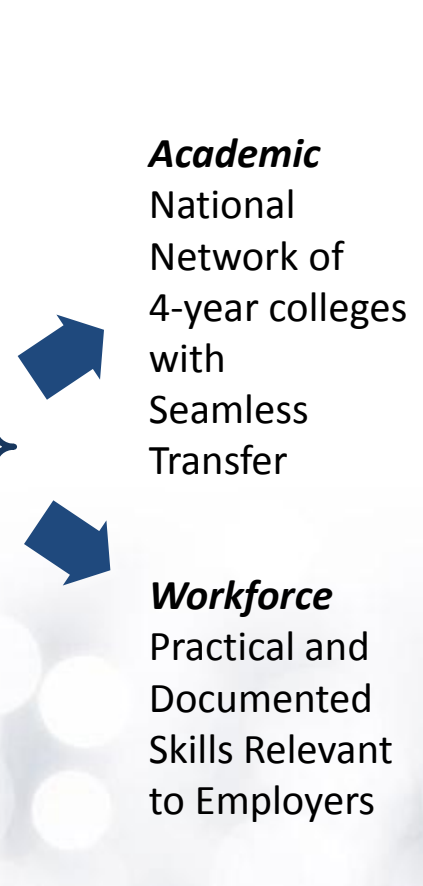 Academic
National
Network of
4-year colleges
with
Seamless
Transfer
Workforce
Practical and
Documented
Skills Relevant
to Employers